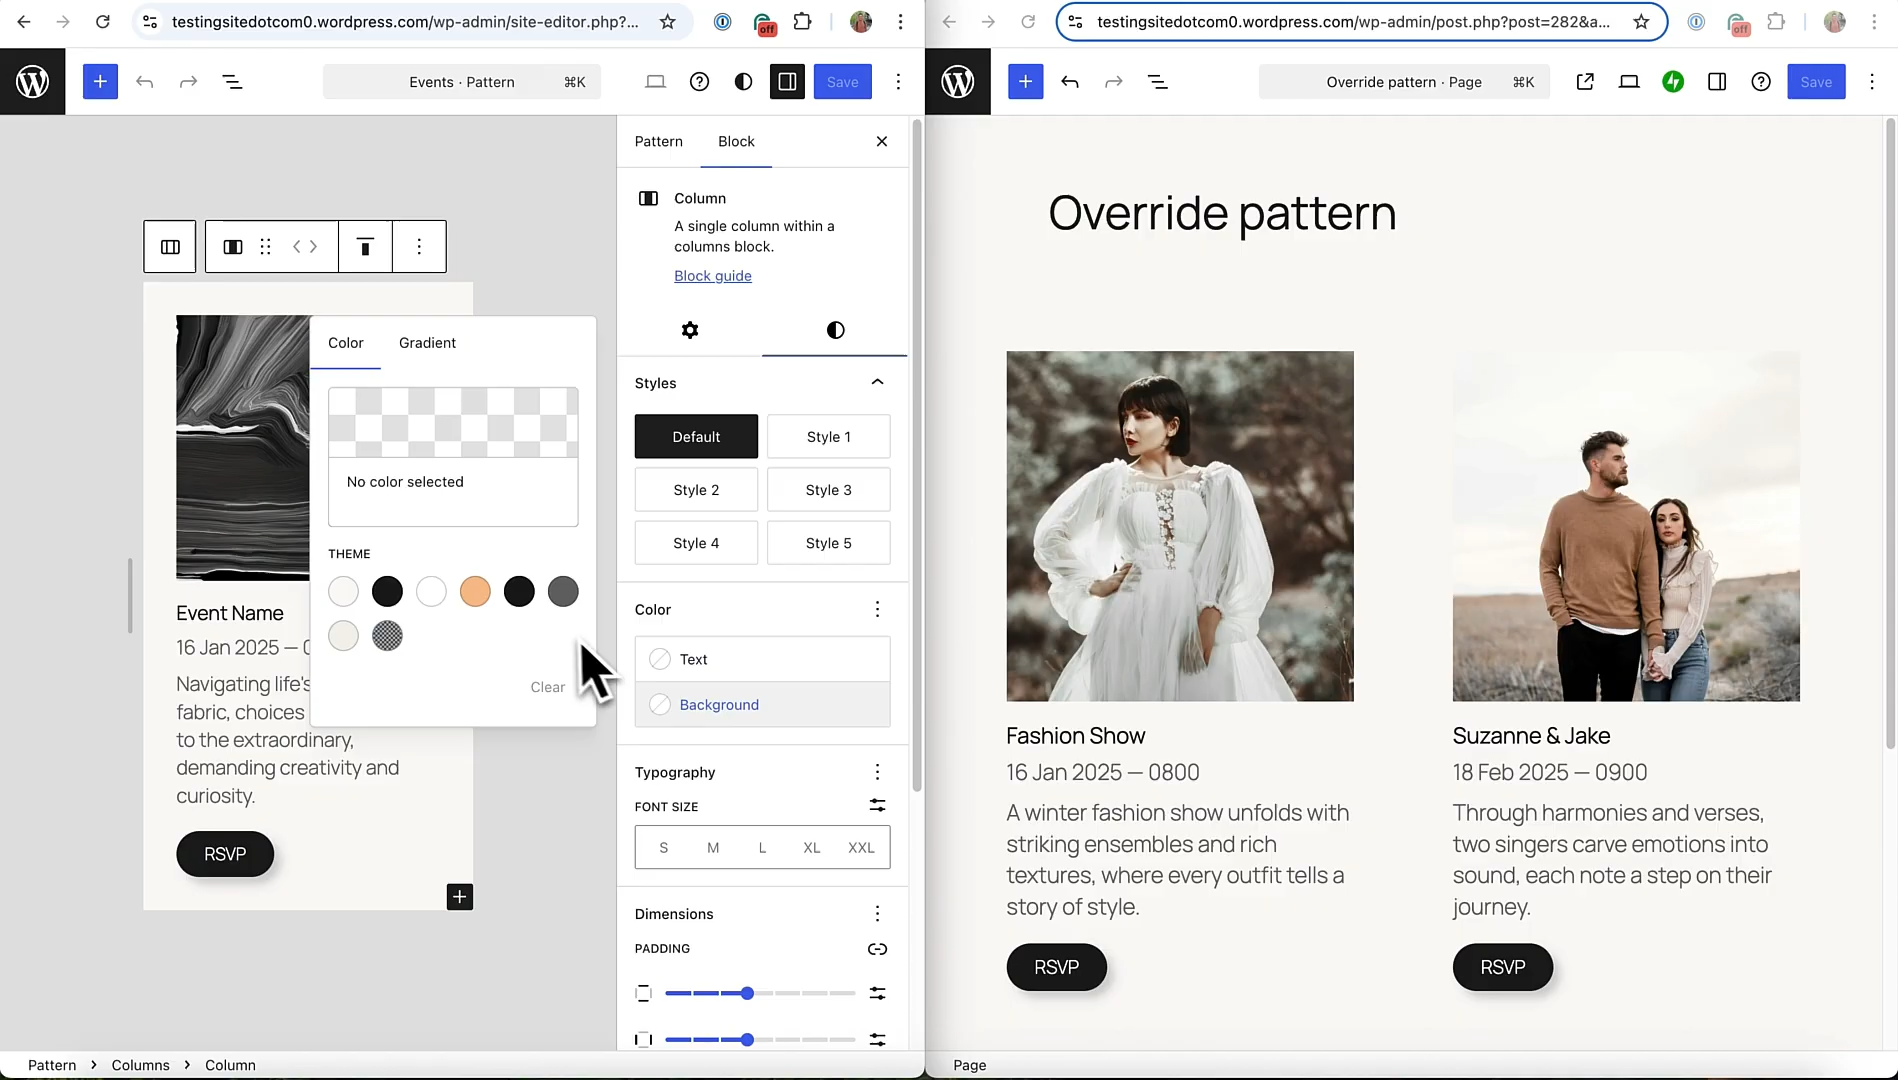 testingsitedotcom0.wordpress.com/wp-admin/site-editor.php?...
off
Events · Pattern ⌘K
Save
Pattern
Block
Column
A single column within a
columns block.
Block guide
Styles
Default
Style 1
Style 2
Style 3
Style 4
Style 5
Color
Text
Background
Typography
FONT SIZE
S M L XL XXL
Dimensions
PADDING
Color
Gradient
No color selected
THEME
Clear
Event Name
16 Jan 2025 —
Navigating life's
fabric, choices
to the extraordinary,
demanding creativity and
curiosity.
RSVP
Pattern > Columns > Column
testingsitedotcom0.wordpress.com/wp-admin/post.php?post=282&a...
off
Override pattern · Page ⌘K
Save
Override pattern
Fashion Show
16 Jan 2025 — 0800
A winter fashion show unfolds with
striking ensembles and rich
textures, where every outfit tells a
story of style.
RSVP
Suzanne & Jake
18 Feb 2025 — 0900
Through harmonies and verses,
two singers carve emotions into
sound, each note a step on their
journey.
RSVP
Page